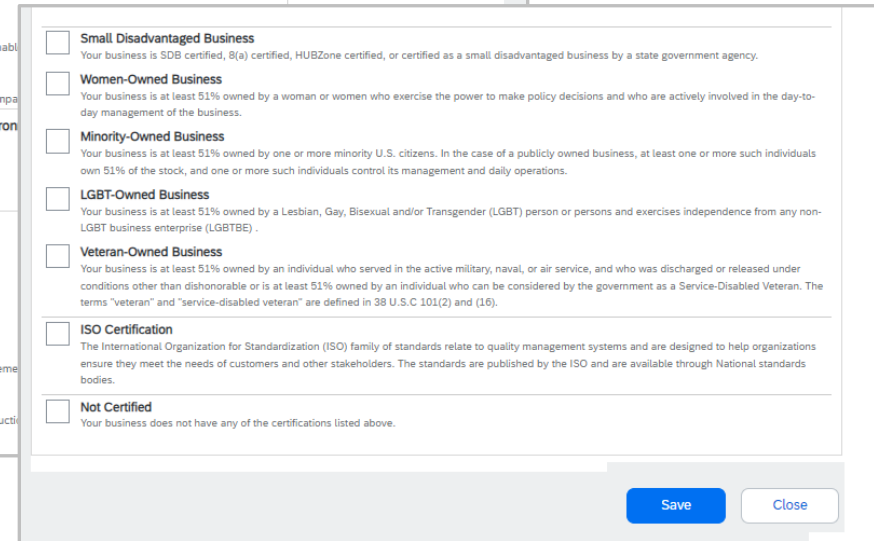 Small Disadvantaged Business
Your business is SDB certified, 8(a) certified, HUBZone certified, or certified as a small disadvantaged business by a state government agency.
Women-Owned Business
Your business is at least 51% owned by a woman or women who exercise the power to make policy decisions and who are actively involved in the day-to-
day management of the business.
Minority-Owned Business
Your business is at least 51% owned by one or more minority U.S. citizens. In the case of a publicly owned business, at least one or more such individuals
own 51% of the stock, and one or more such individuals control its management and daily operations.
LGBT-Owned Business
Your business is at least 51% owned by a Lesbian, Gay, Bisexual and/or Transgender (LGBT) person or persons and exercises independence from any non-
LGBT business enterprise (LGBTBE) .
Veteran-Owned Business
Your business is at least 51% owned by an individual who served in the active military, naval, or air service, and who was discharged or released under
conditions other than dishonorable or is at least 51% owned by an individual who can be considered by the government as a Service-Disabled Veteran. The
terms "veteran" and "service-disabled veteran" are defined in 38 U.S.C 101(2) and (16).
ISO Certification
The International Organization for Standardization (ISO) family of standards relate to quality management systems and are designed to help organizations
ensure they meet the needs of customers and other stakeholders. The standards are published by the ISO and are available through National standards
bodies.
Not Certified
Your business does not have any of the certifications listed above.
Save
Close